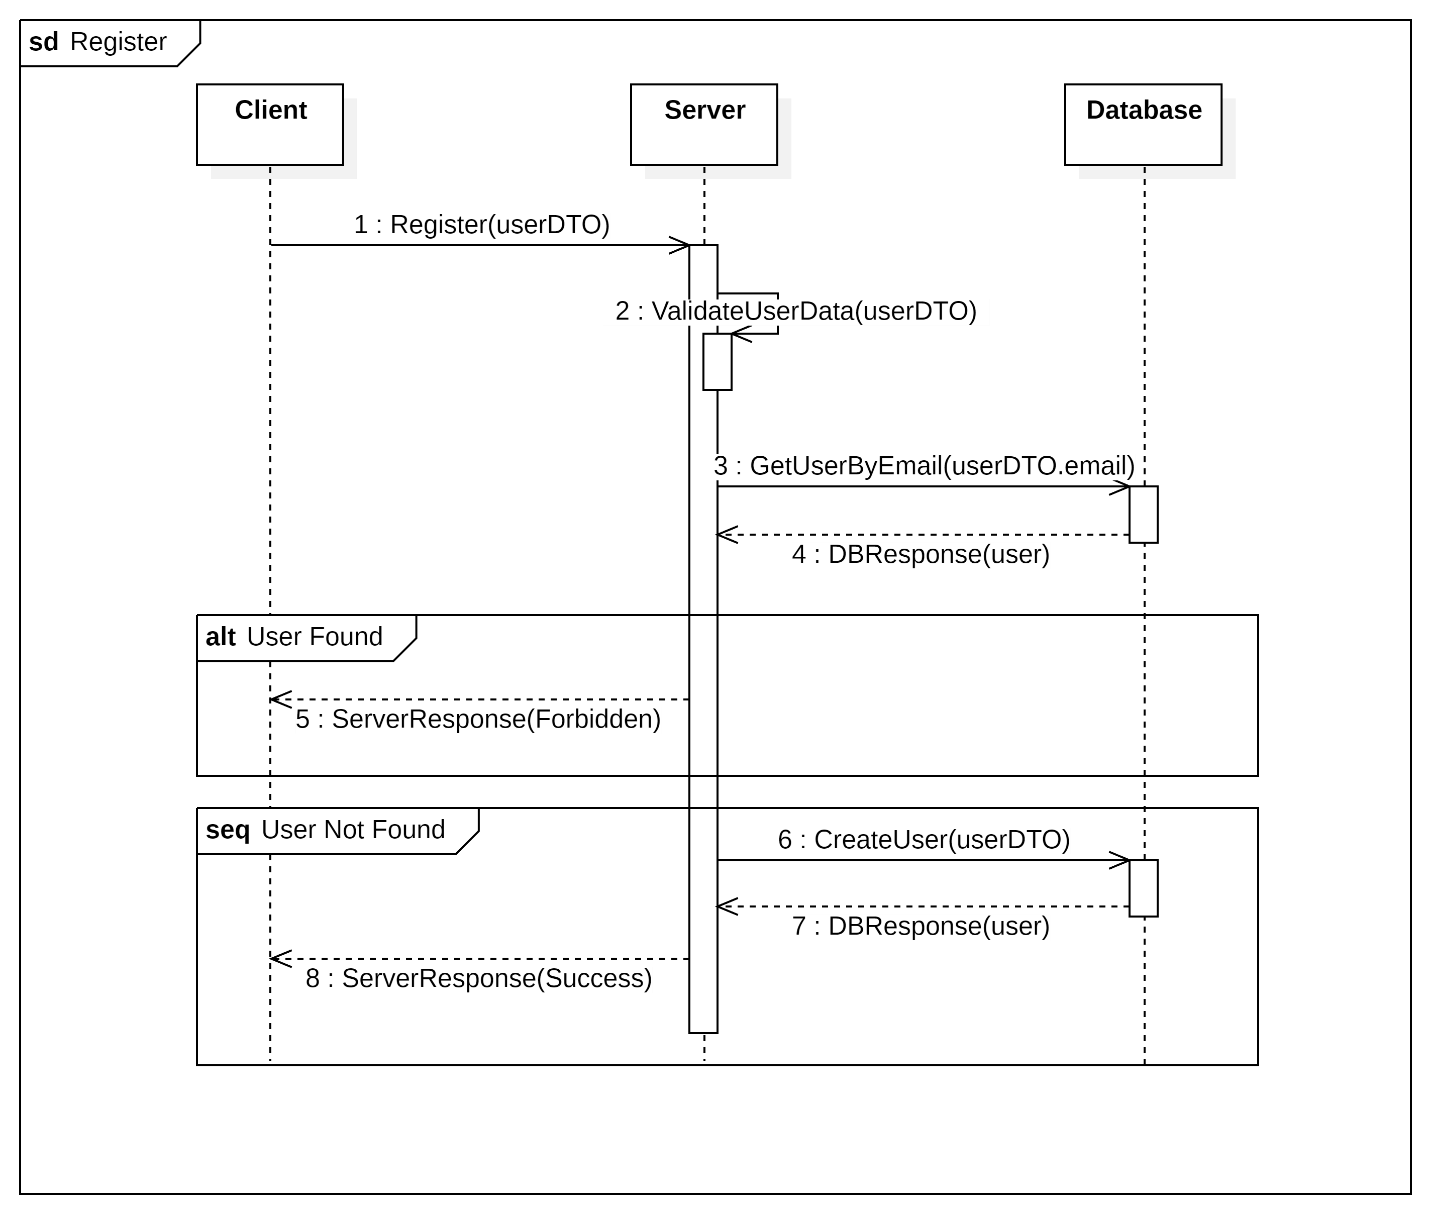 sd Register
Client
Server
Database
1 : Register(userDTO)
2 : ValidateUserData(userDTO)
3 : GetUserByEmail(userDTO.email)
4 : DBResponse(user)
alt User Found
5 : ServerResponse(Forbidden)
seq User Not Found
6 : CreateUser(userDTO)
7 : DBResponse(user)
8 : ServerResponse(Success)